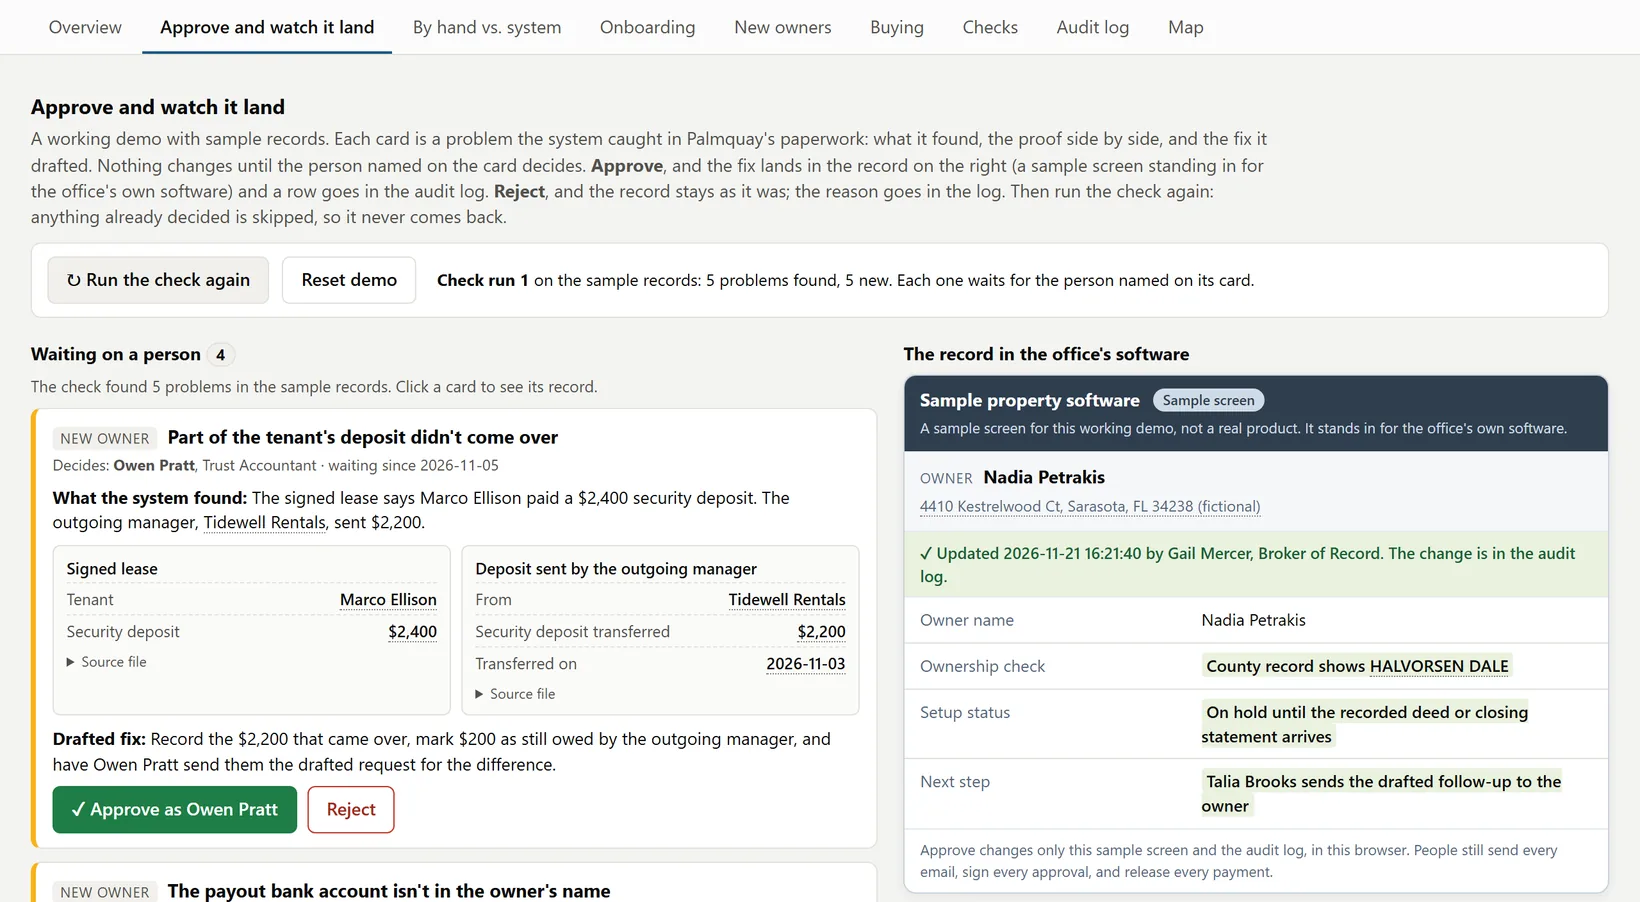 Overview
Approve and watch it land
By hand vs. system
Onboarding
New owners
Buying
Checks
Audit log
Map
Approve and watch it land
A working demo with sample records. Each card is a problem the system caught in Palmquay's paperwork: what it found, the proof side by side, and the fix it
drafted. Nothing changes until the person named on the card decides. Approve, and the fix lands in the record on the right (a sample screen standing in for
the office's own software) and a row goes in the audit log. Reject, and the record stays as it was; the reason goes in the log. Then run the check again:
anything already decided is skipped, so it never comes back.
↻ Run the check again
Reset demo
Check run 1 on the sample records: 5 problems found, 5 new. Each one waits for the person named on its card.
Waiting on a person 4
The check found 5 problems in the sample records. Click a card to see its record.
NEW OWNER Part of the tenant's deposit didn't come over
Decides: Owen Pratt, Trust Accountant · waiting since 2026-11-05
What the system found: The signed lease says Marco Ellison paid a $2,400 security deposit. The
outgoing manager, Tidewell Rentals, sent $2,200.
Signed lease
Tenant Marco Ellison
Security deposit $2,400
▶ Source file
Deposit sent by the outgoing manager
From Tidewell Rentals
Security deposit transferred $2,200
Transferred on 2026-11-03
▶ Source file
Drafted fix: Record the $2,200 that came over, mark $200 as still owed by the outgoing manager, and
have Owen Pratt send them the drafted request for the difference.
✓ Approve as Owen Pratt
Reject
NEW OWNER The payout bank account isn't in the owner's name
The record in the office's software
Sample property software Sample screen
A sample screen for this working demo, not a real product. It stands in for the office's own software.
OWNER Nadia Petrakis
4410 Kestrelwood Ct, Sarasota, FL 34238 (fictional)
✓ Updated 2026-11-21 16:21:40 by Gail Mercer, Broker of Record. The change is in the audit
log.
Owner name Nadia Petrakis
Ownership check County record shows HALVORSEN DALE
Setup status On hold until the recorded deed or closing
statement arrives
Next step Talia Brooks sends the drafted follow-up to the
owner
Approve changes only this sample screen and the audit log, in this browser. People still send every
email, sign every approval, and release every payment.